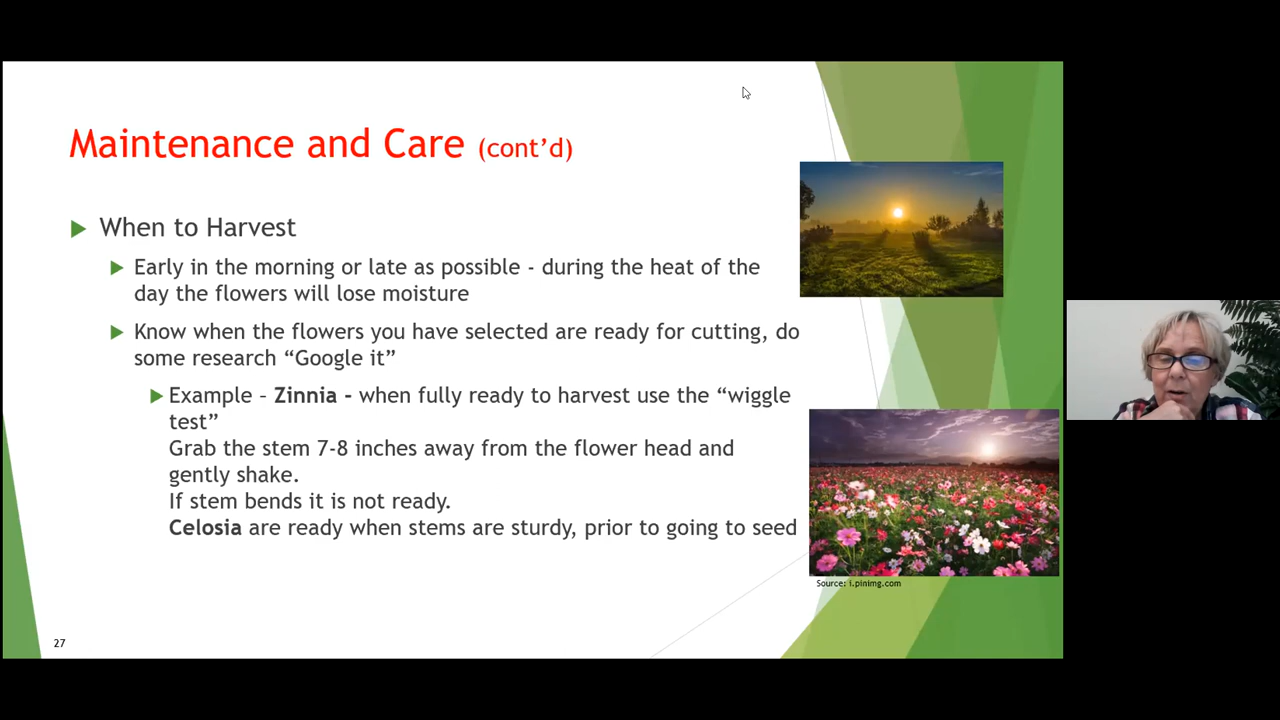 Maintenance and Care (cont’d)
When to Harvest
Early in the morning or late as possible - during the heat of the
day the flowers will lose moisture
Know when the flowers you have selected are ready for cutting, do
some research “Google it”
Example – Zinnia - when fully ready to harvest use the “wiggle
test”
Grab the stem 7-8 inches away from the flower head and
gently shake.
If stem bends it is not ready.
Celosia are ready when stems are sturdy, prior to going to seed
Source: i.pinimg.com
27